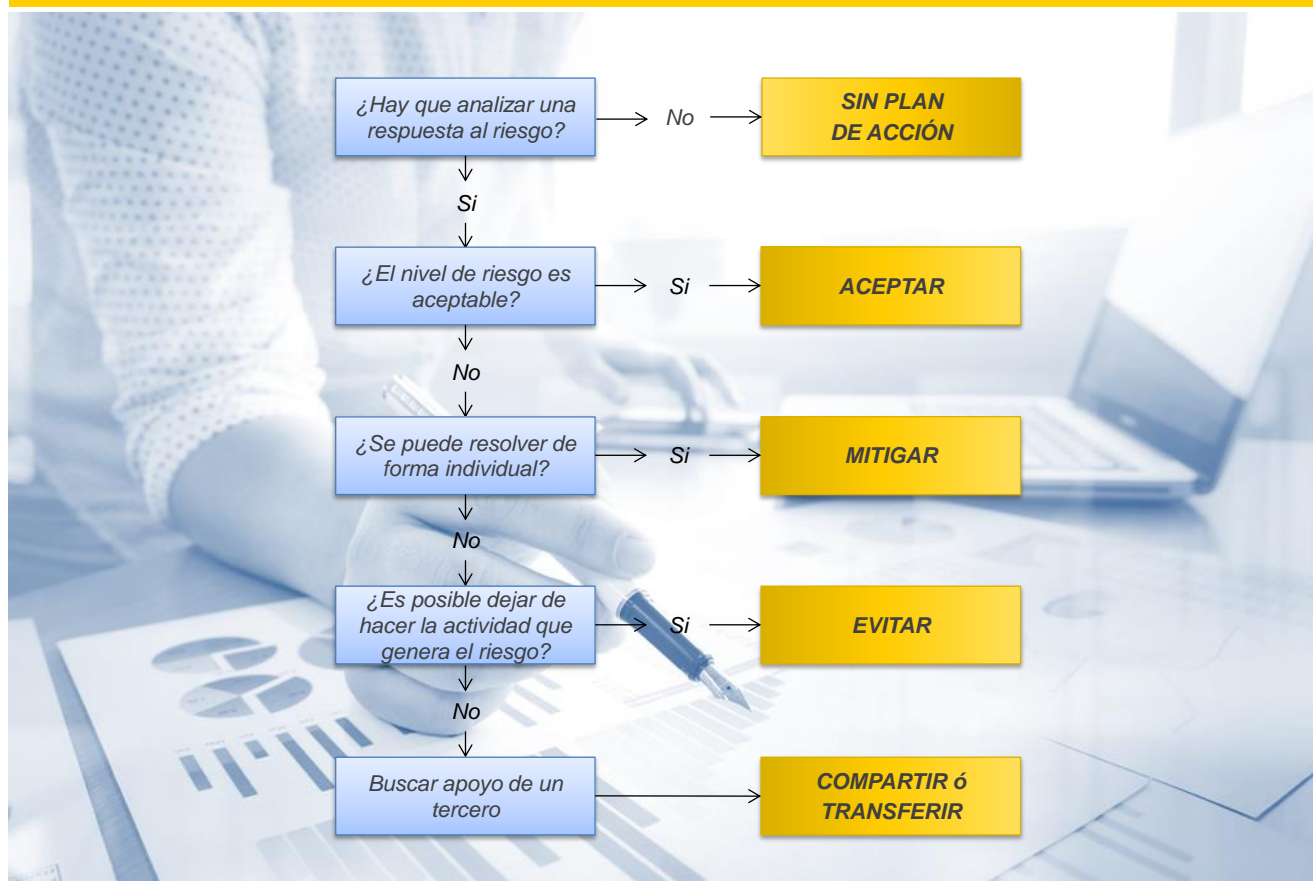 ¿Hay que analizar una
respuesta al riesgo?
No
SIN PLAN
DE ACCIÓN
Si
¿El nivel de riesgo es
aceptable?
Si
ACEPTAR
No
¿Se puede resolver de
forma individual?
Si
MITIGAR
No
¿Es posible dejar de
hacer la actividad que
genera el riesgo?
Si
EVITAR
No
Buscar apoyo de un
tercero
COMPARTIR ó
TRANSFERIR